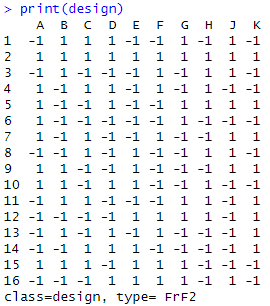 > print(design)
A B C D E F G H J K
1 -1 1 1 1 -1 -1 1 -1 1 -1
2 1 1 1 1 1 1 1 1 1 1
3 -1 -1 1 -1 1 -1 -1 1 1 -1
4 1 -1 1 -1 -1 1 -1 -1 1 1
5 -1 -1 -1 1 1 1 1 -1 1 -1
6 1 -1 1 1 -1 1 -1 1 -1 -1
7 1 -1 -1 1 -1 -1 1 1 1 1
8 -1 -1 1 1 1 -1 -1 -1 -1 1
9 1 1 -1 -1 1 -1 -1 -1 1 1
10 1 1 -1 1 1 -1 -1 1 -1 -1
11 -1 1 -1 -1 -1 1 -1 1 1 -1
12 -1 -1 -1 -1 1 1 1 1 -1 1
13 -1 1 -1 1 -1 1 -1 -1 -1 1
14 -1 1 1 -1 -1 -1 1 1 -1 1
15 1 1 1 -1 1 1 1 -1 -1 -1
16 1 -1 -1 -1 -1 -1 1 -1 -1 -1
class=design, type= FrF2